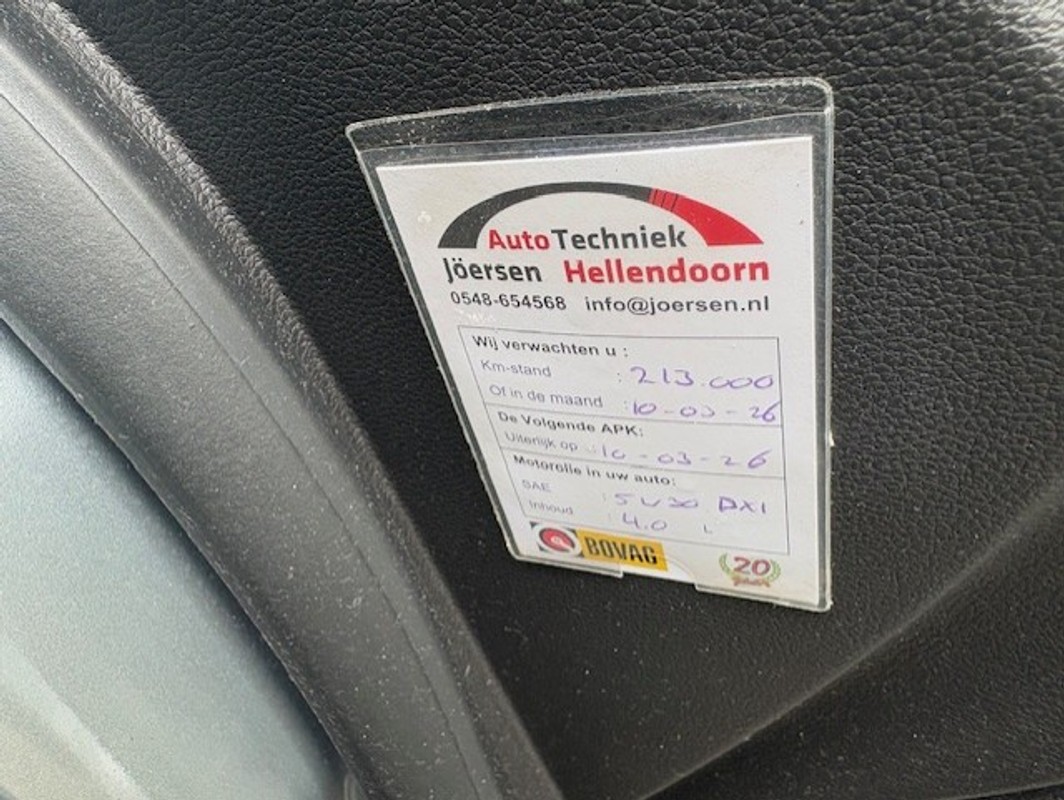 AutoTechniek
Jöersen Hellendoorn
0548-654568 info@joersen.nl
Wij verwachten u :
Km-stand : 213.000
Of in de maand : 10-03-26
De Volgende APK:
Uiterlijk op : 10-03-26
Motorolie in uw auto:
SAE : 5W30
Inhoud : 4.0 L
BOVAG
20